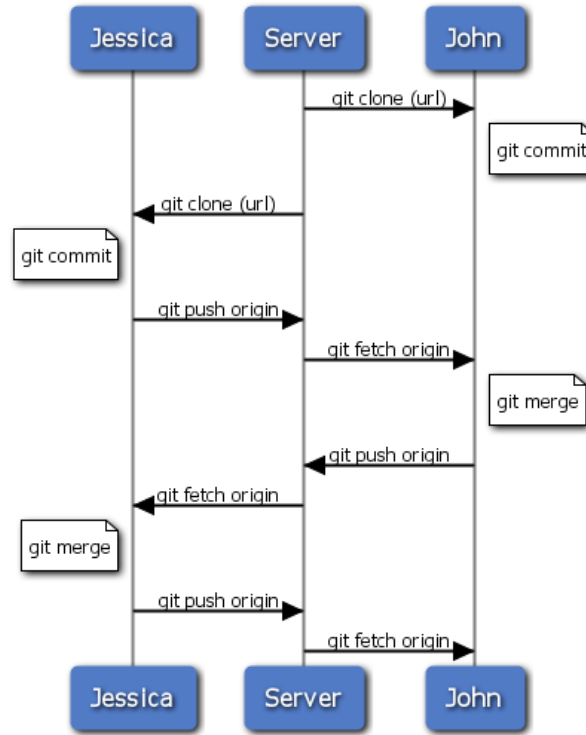 Jessica
Server
John
git clone (url)
git commit
git clone (url)
git commit
git push origin
git fetch origin
git merge
git push origin
git fetch origin
git merge
git push origin
git fetch origin
Jessica
Server
John